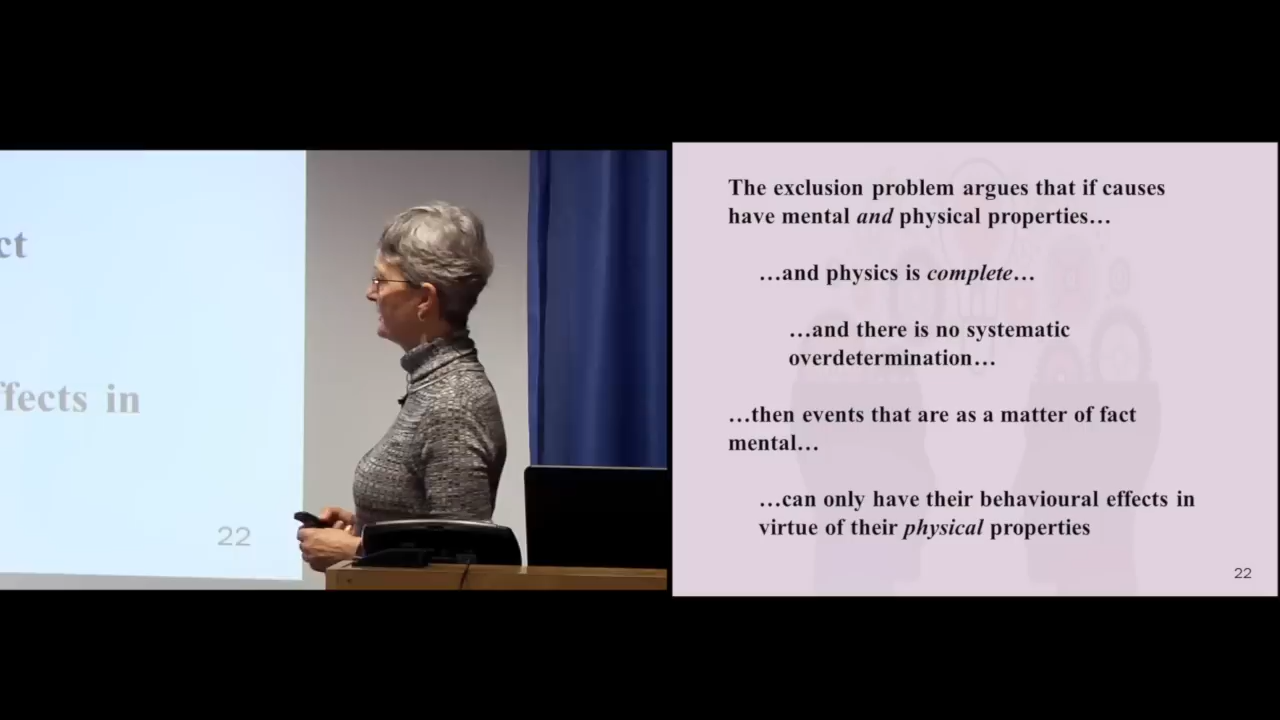 ct
ffects in
22
The exclusion problem argues that if causes
have mental and physical properties…
…and physics is complete…
…and there is no systematic
overdetermination…
…then events that are as a matter of fact
mental…
…can only have their behavioural effects in
virtue of their physical properties
22